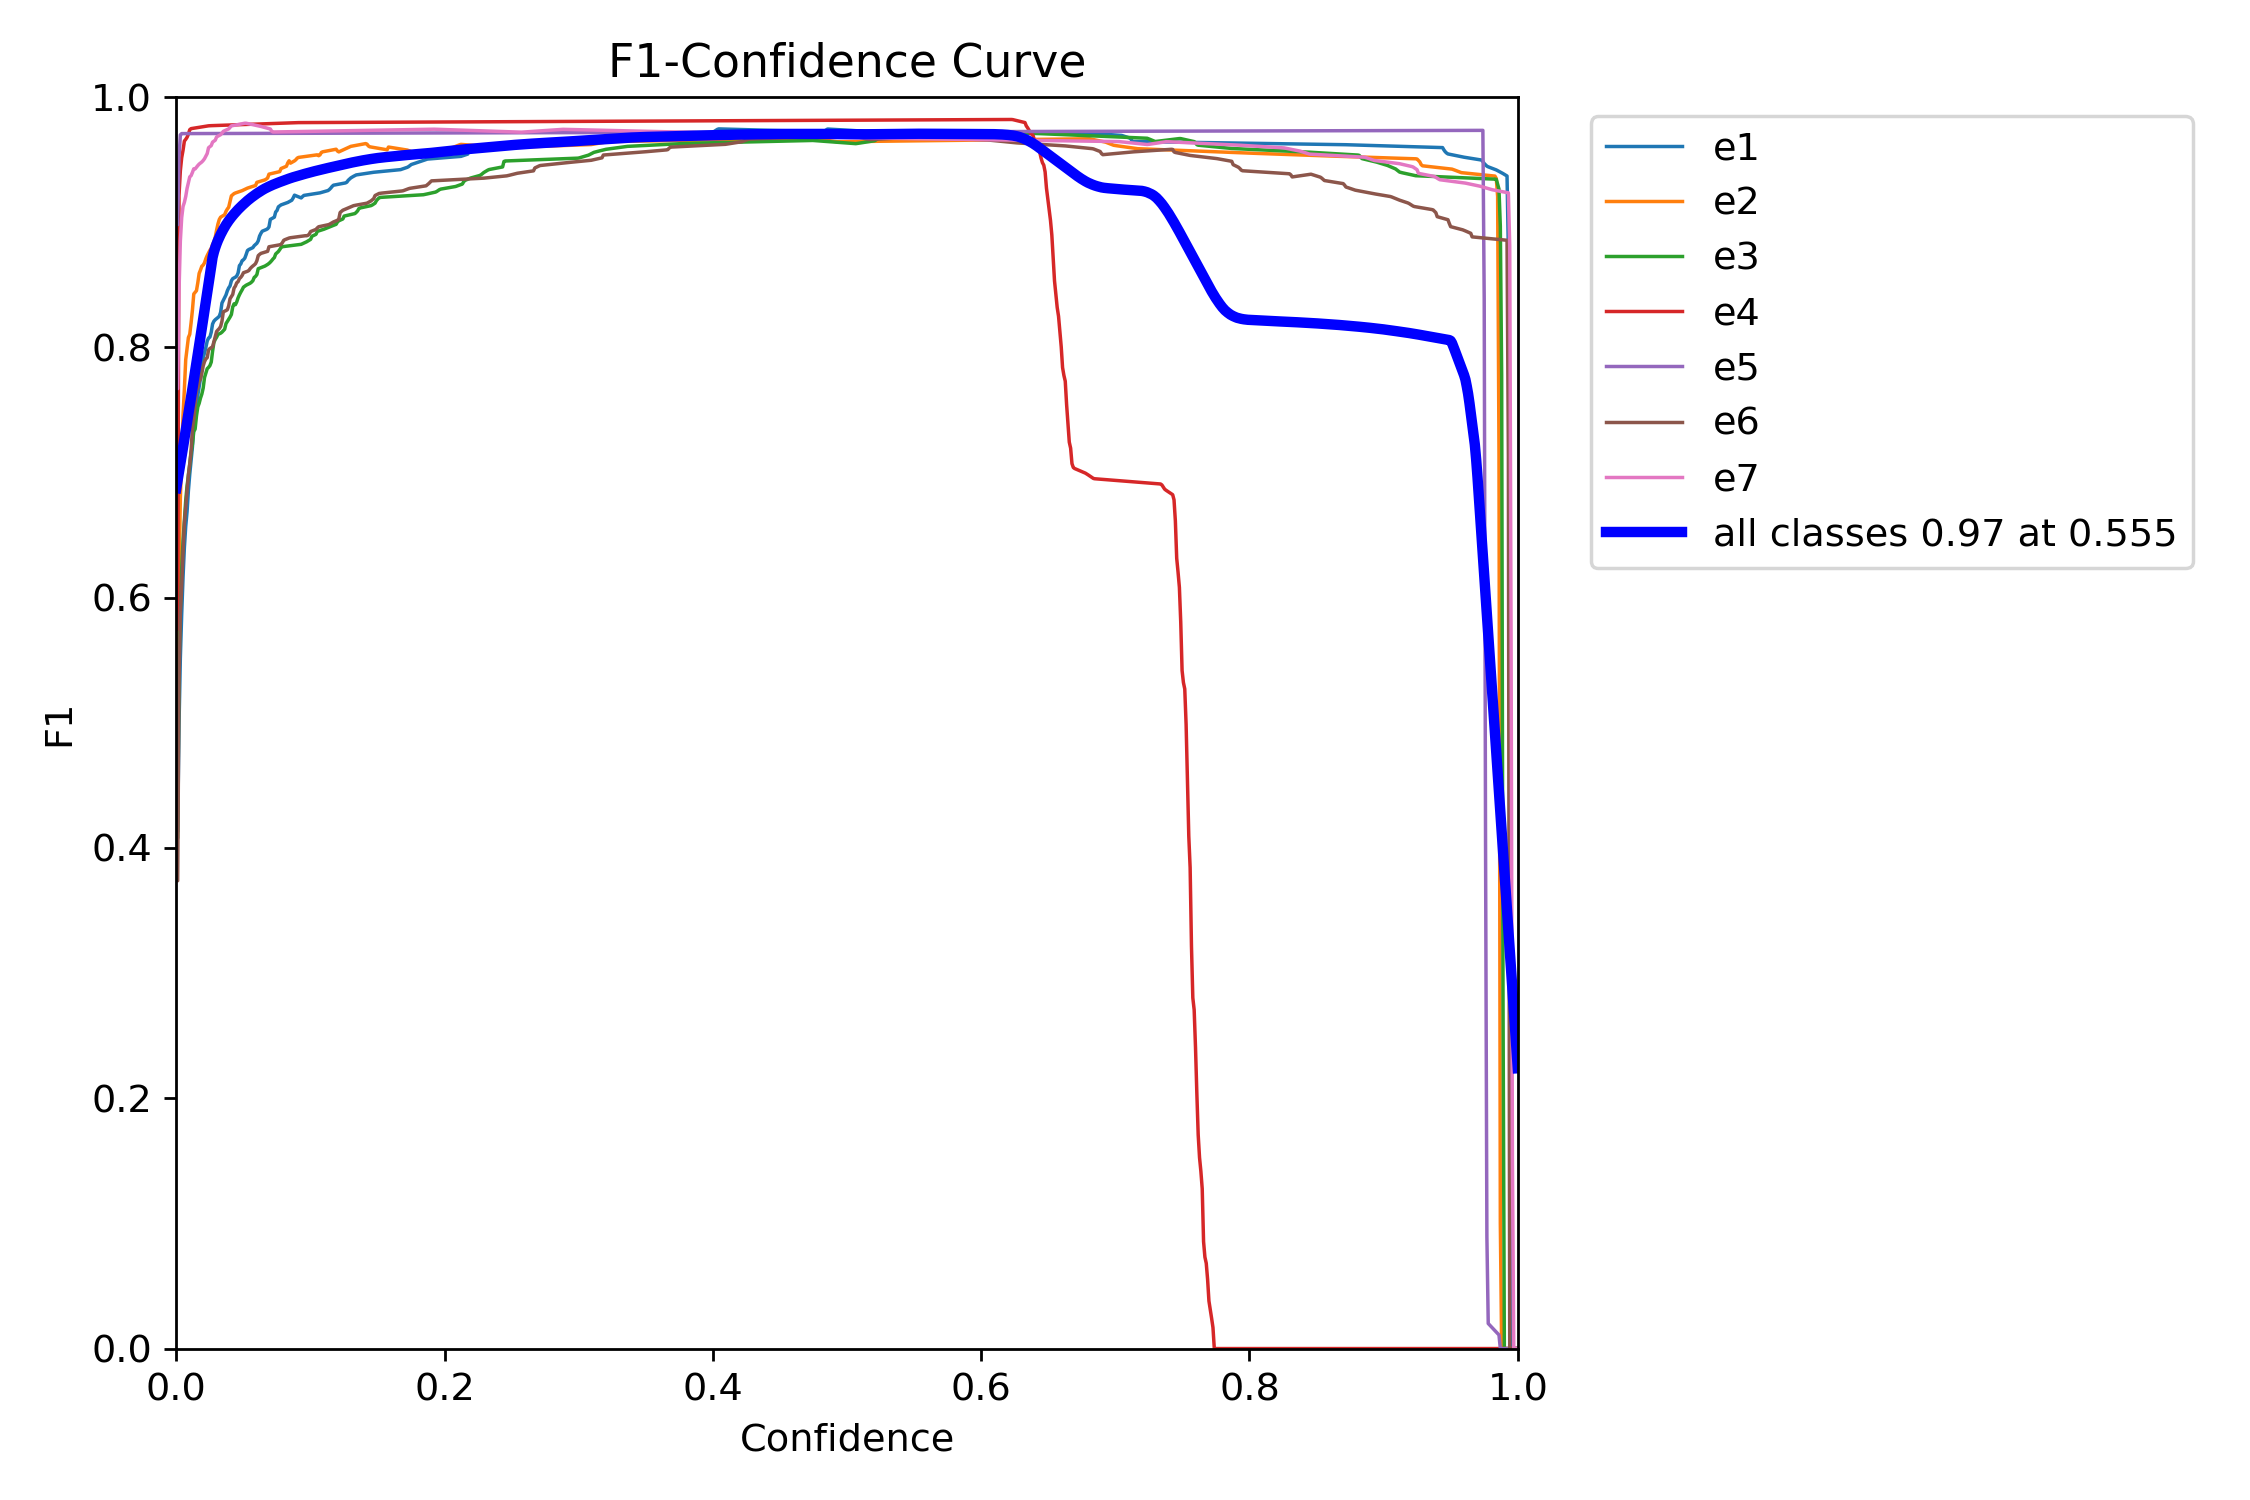 F1-Confidence Curve
1.0
0.8
0.6
0.4
0.2
0.0
F1
0.0 0.2 0.4 0.6 0.8 1.0
Confidence
e1
e2
e3
e4
e5
e6
e7
all classes 0.97 at 0.555